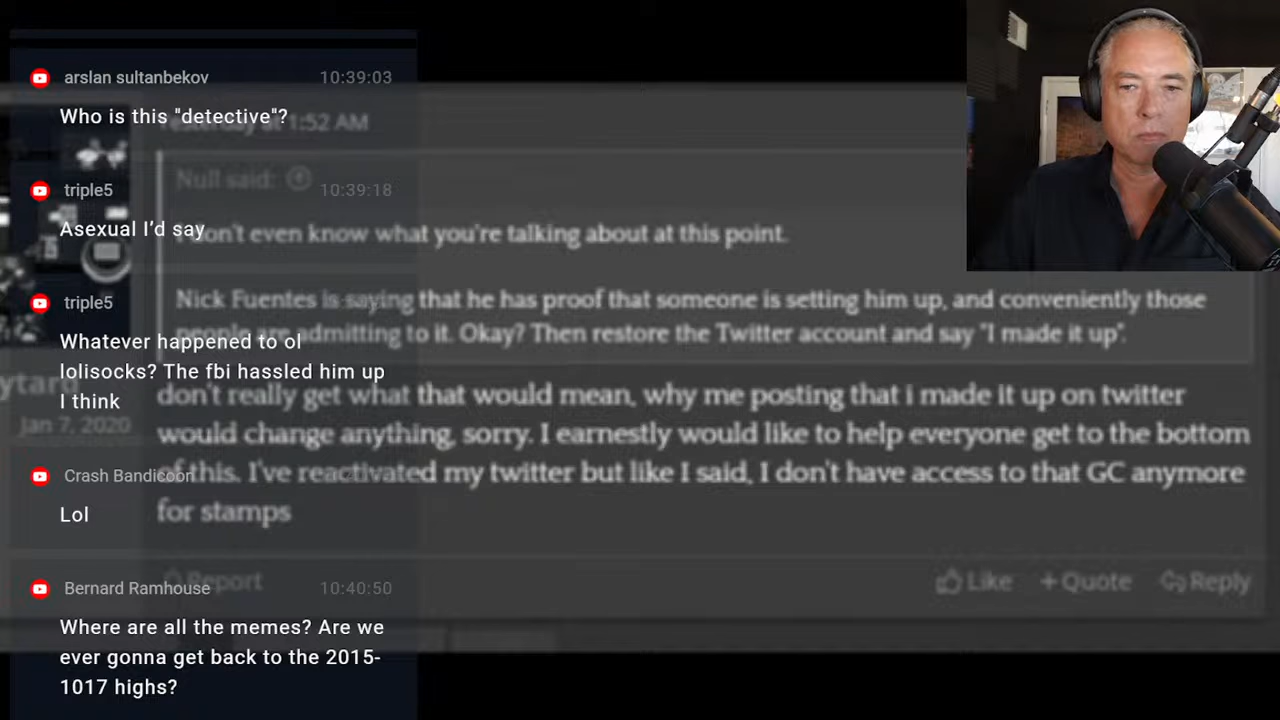 arslan sultanbekov 10:39:03
Who is this "detective"?
triple5 10:39:18
Asexual I'd say
triple5
Whatever happened to ol
lolisocks? The fbi hassled him up
I think
Crash Bandicoon
Lol
Bernard Ramhouse 10:40:50
Where are all the memes? Are we
ever gonna get back to the 2015-
1017 highs?
Yesterday at 1:52 AM
Null said:
I don't even know what you're talking about at this point.
Nick Fuentes is saying that he has proof that someone is setting him up, and conveniently those
people are admitting to it. Okay? Then restore the Twitter account and say "I made it up".
don't really get what that would mean, why me posting that i made it up on twitter
would change anything, sorry. I earnestly would like to help everyone get to the bottom
of this. I've reactivated my twitter but like I said, I don't have access to that GC anymore
for stamps
Jan 7, 2020
Report
Like
+Quote
Reply